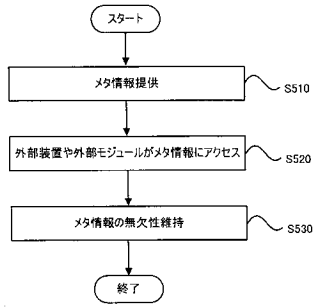 スタート
メタ情報提供
S510
外部装置や外部モジュールがメタ情報にアクセス
S520
メタ情報の無欠性維持
S530
終了